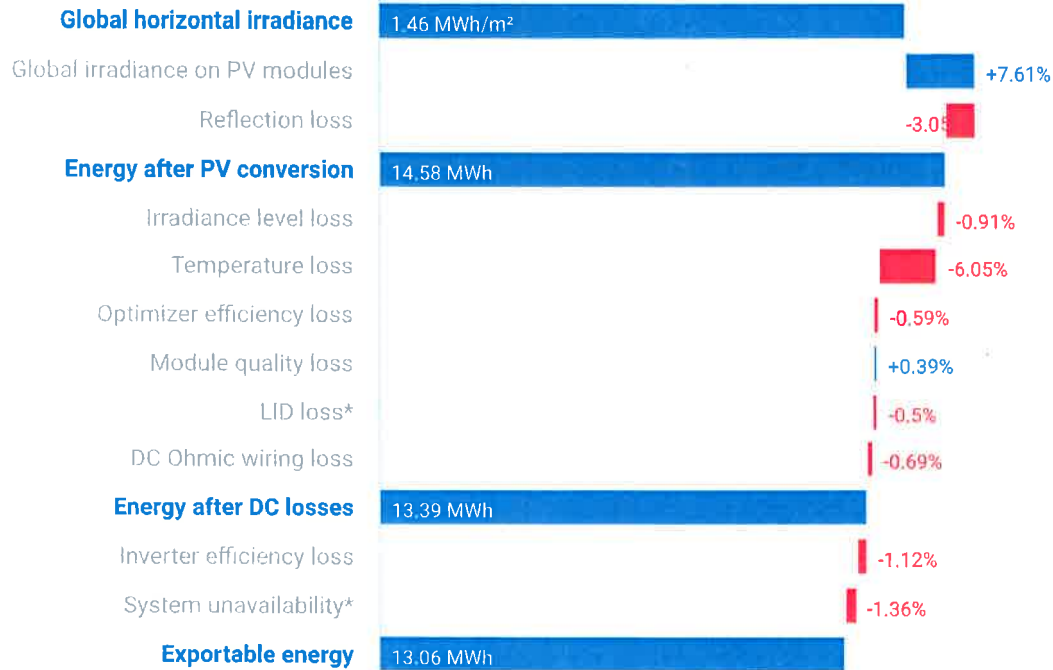 Global horizontal irradiance 1.46 MWh/m²
Global irradiance on PV modules +7.61%
Reflection loss -3.05
Energy after PV conversion 14.58 MWh
Irradiance level loss -0.91%
Temperature loss -6.05%
Optimizer efficiency loss -0.59%
Module quality loss +0.39%
LID loss* -0.5%
DC Ohmic wiring loss -0.69%
Energy after DC losses 13.39 MWh
Inverter efficiency loss -1.12%
System unavailability* -1.36%
Exportable energy 13.06 MWh